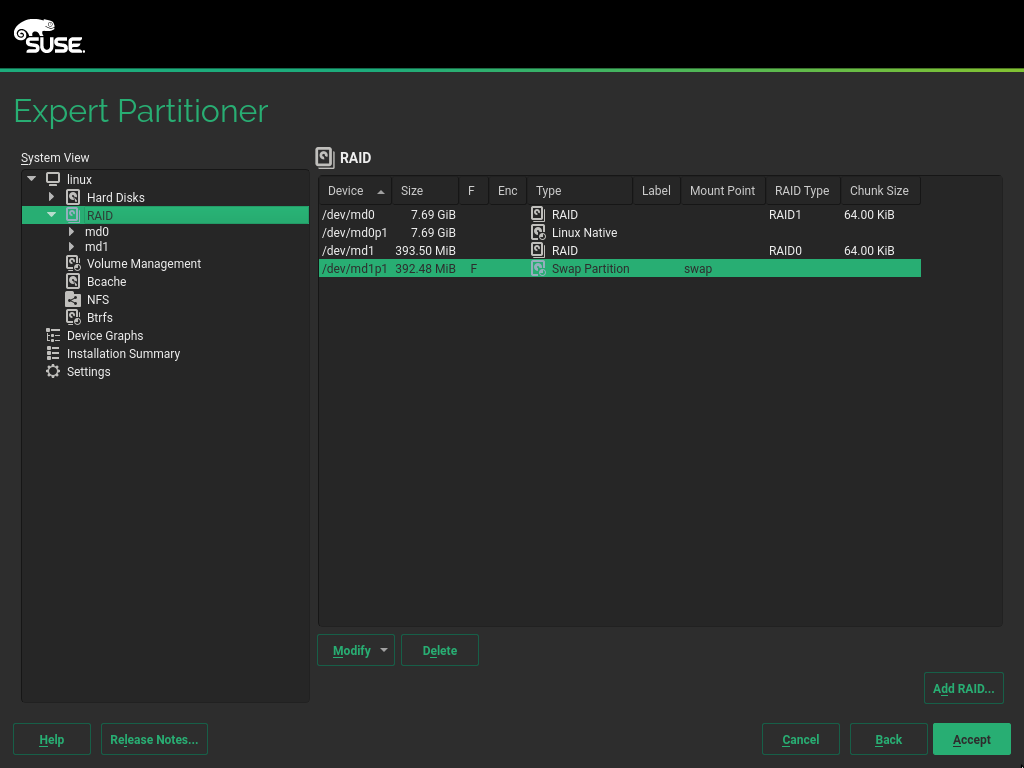 SUSE.
Expert Partitioner
System View
linux
Hard Disks
RAID
md0
md1
Volume Management
Bcache
NFS
Btrfs
Device Graphs
Installation Summary
Settings
RAID
Device Size F Enc Type Label Mount Point RAID Type Chunk Size
/dev/md0 7.69 GiB RAID RAID1 64.00 KiB
/dev/md0p1 7.69 GiB Linux Native
/dev/md1 393.50 MiB RAID RAID0 64.00 KiB
/dev/md1p1 392.48 MiB F Swap Partition swap
Modify Delete
Add RAID...
Help Release Notes... Cancel Back Accept